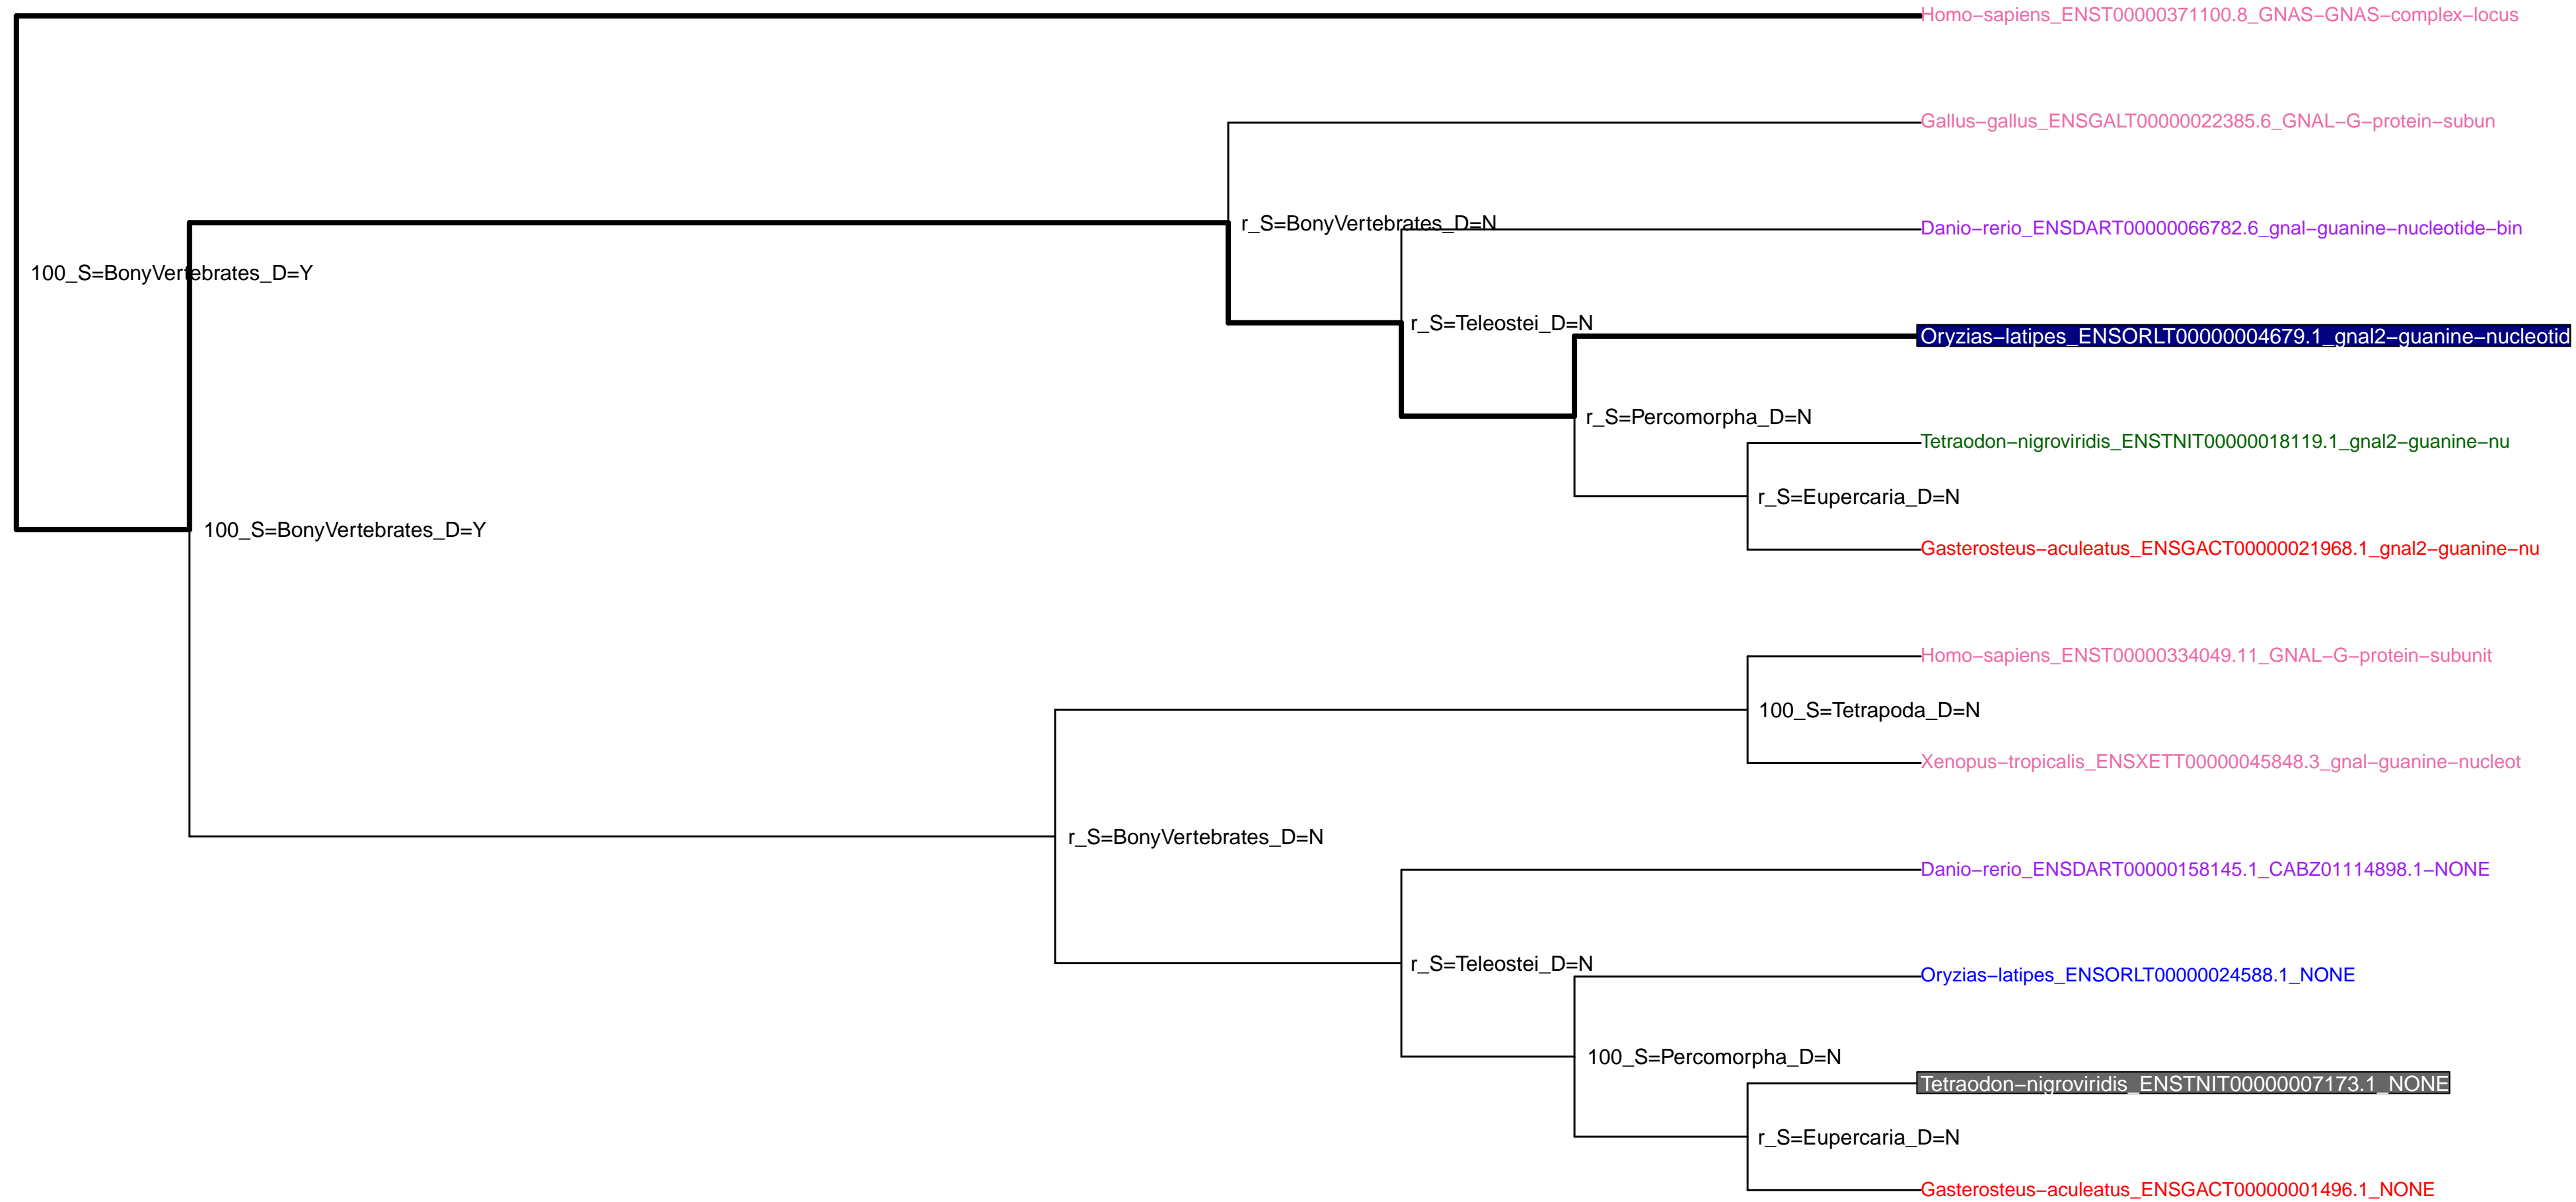 Homo−sapiens_ENST00000371100.8_GNAS−GNAS−complex−locus
Gallus−gallus_ENSGALT00000022385.6_GNAL−G−protein−subun
r_S=BonyVertebrates_D=N
Danio−rerio_ENSDART00000066782.6_gnal−guanine−nucleotide−bin
100_S=BonyVertebrates_D=Y
r_S=Teleostei_D=N
Oryzias−latipes_ENSORLT00000004679.1_gnal2−guanine−nucleotid
r_S=Percomorpha_D=N
Tetraodon−nigroviridis_ENSTNIT00000018119.1_gnal2−guanine−nu
r_S=Eupercaria_D=N
100_S=BonyVertebrates_D=Y
Gasterosteus−aculeatus_ENSGACT00000021968.1_gnal2−guanine−nu
Homo−sapiens_ENST00000334049.11_GNAL−G−protein−subunit
100_S=Tetrapoda_D=N
Xenopus−tropicalis_ENSXETT00000045848.3_gnal−guanine−nucleot
r_S=BonyVertebrates_D=N
Danio−rerio_ENSDART00000158145.1_CABZ01114898.1−NONE
r_S=Teleostei_D=N
Oryzias−latipes_ENSORLT00000024588.1_NONE
100_S=Percomorpha_D=N
Tetraodon−nigroviridis_ENSTNIT00000007173.1_NONE
r_S=Eupercaria_D=N
Gasterosteus−aculeatus_ENSGACT00000001496.1_NONE